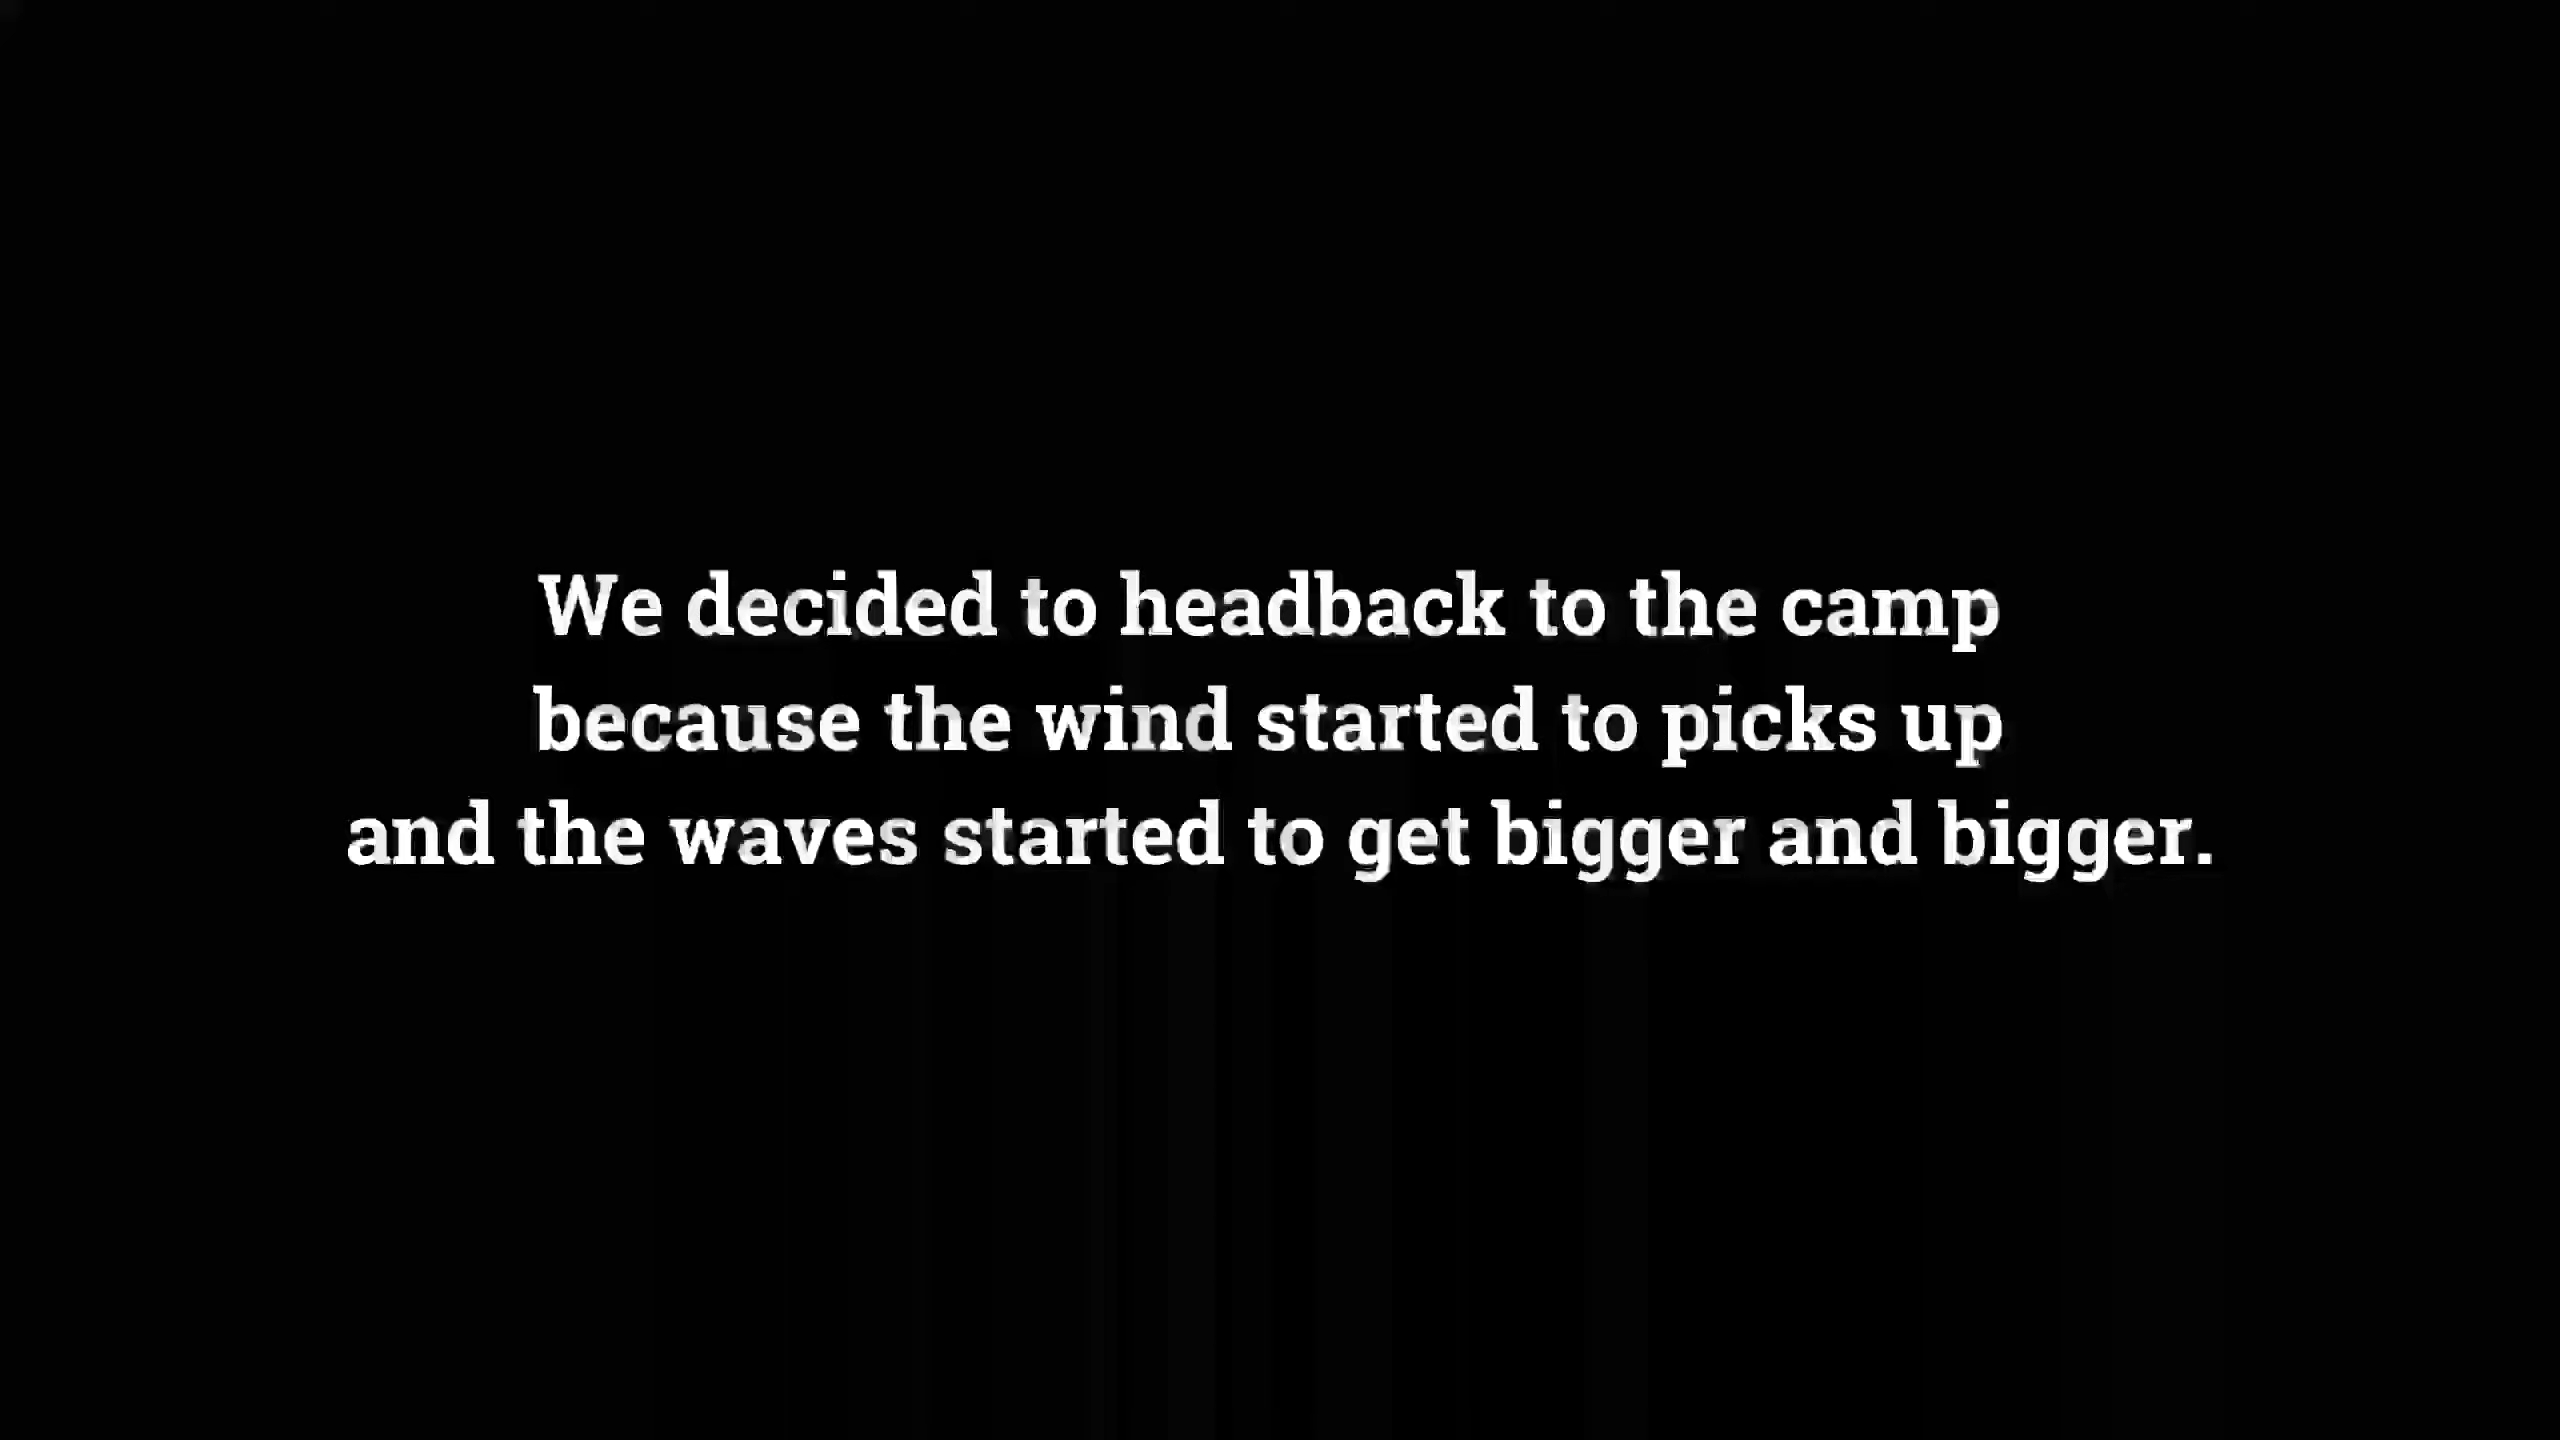 We decided to headback to the camp
because the wind started to picks up
and the waves started to get bigger and bigger.